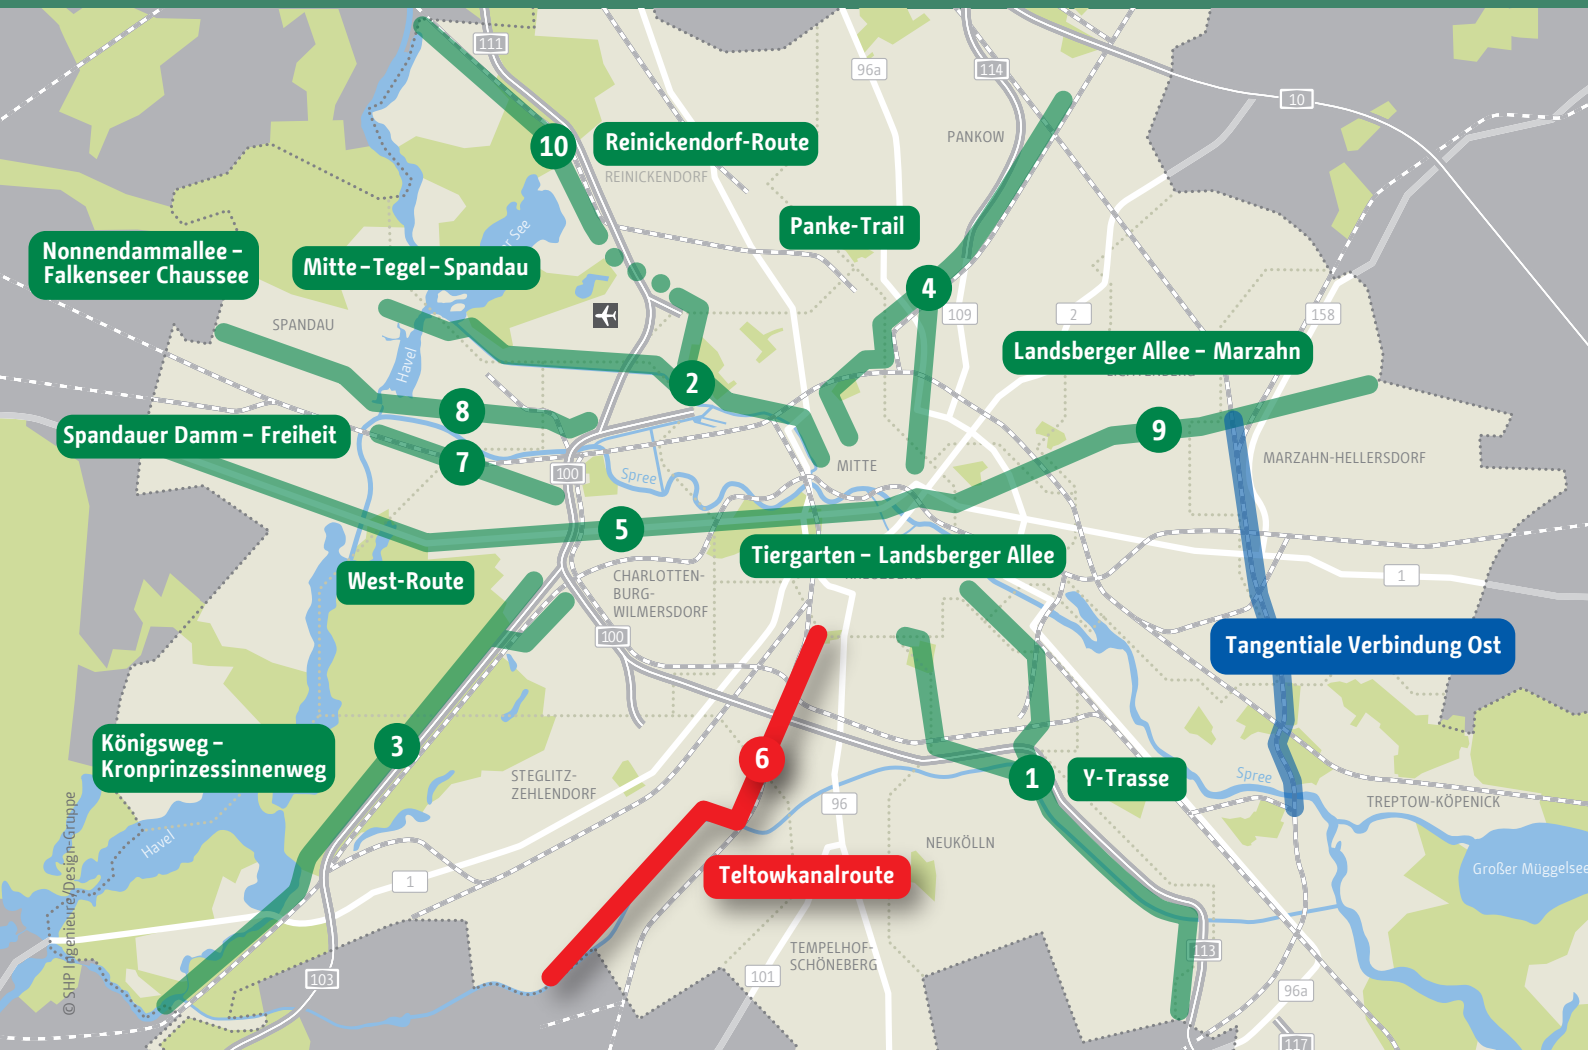 111
96a
114
10
10
Reinickendorf-Route
PANKOW
REINICKENDORF
Panke-Trail
Nonnendammallee –
Falkenseer Chaussee
Mitte – Tegel – Spandau
er See
4
109
2
158
SPANDAU
Havel
Landsberger Allee – Marzahn
2
8
9
Spandauer Damm – Freiheit
7
100
Spree
MITTE
MARZAHN-HELLERSDORF
5
Tiergarten – Landsberger Allee
West-Route
CHARLOTTEN-
BURG-
WILMERSDORF
1
100
Tangentiale Verbindung Ost
Königsweg –
Kronprinzessinnenweg
3
6
STEGLITZ-
ZEHLENDORF
1
Y-Trasse
Spree
96
TREPTOW-KÖPENICK
Havel
NEUKÖLLN
Teltowkanalroute
Großer Müggelsee
1
TEMPELHOF-
SCHÖNEBERG
113
103
101
96a
117
© SHP Ingenieure/Design-Gruppe